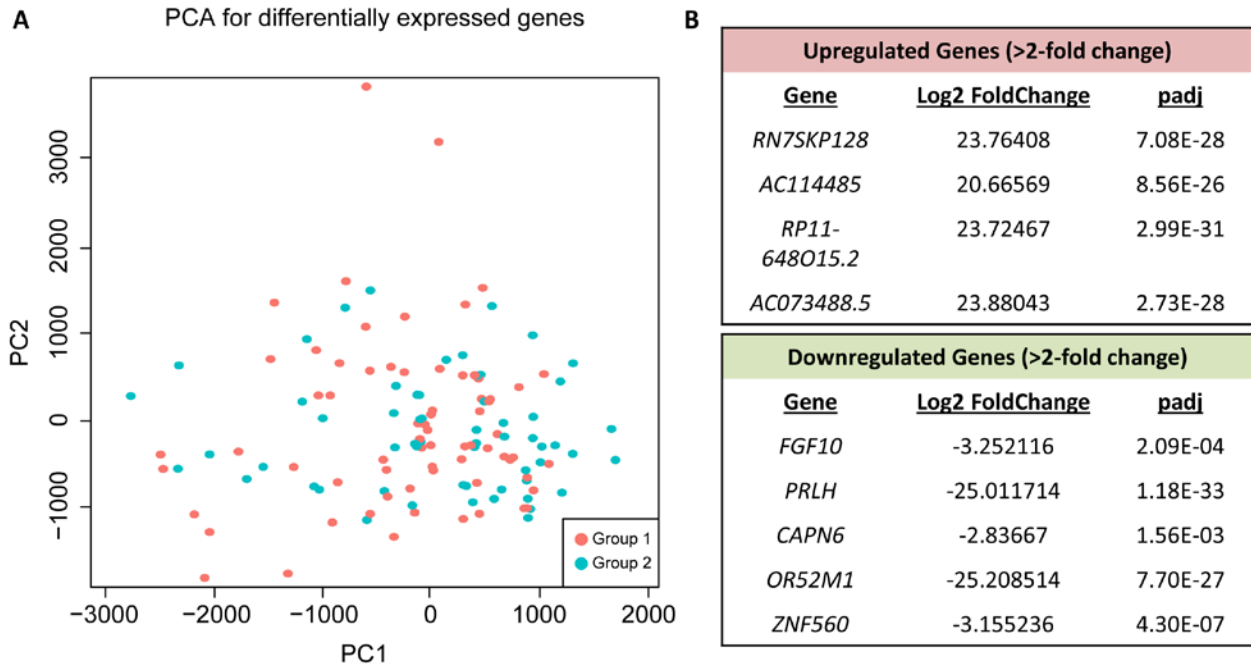 A
PCA for differentially expressed genes
PC2
3000
2000
1000
0
−1000
−3000 −2000 −1000 0 1000 2000
PC1
Group 1
Group 2
B
Upregulated Genes (>2-fold change)
Gene Log2 FoldChange padj
RN7SKP128 23.76408 7.08E-28
AC114485 20.66569 8.56E-26
RP11- 23.72467 2.99E-31
648O15.2
AC073488.5 23.88043 2.73E-28
Downregulated Genes (>2-fold change)
Gene Log2 FoldChange padj
FGF10 -3.252116 2.09E-04
PRLH -25.011714 1.18E-33
CAPN6 -2.83667 1.56E-03
OR52M1 -25.208514 7.70E-27
ZNF560 -3.155236 4.30E-07